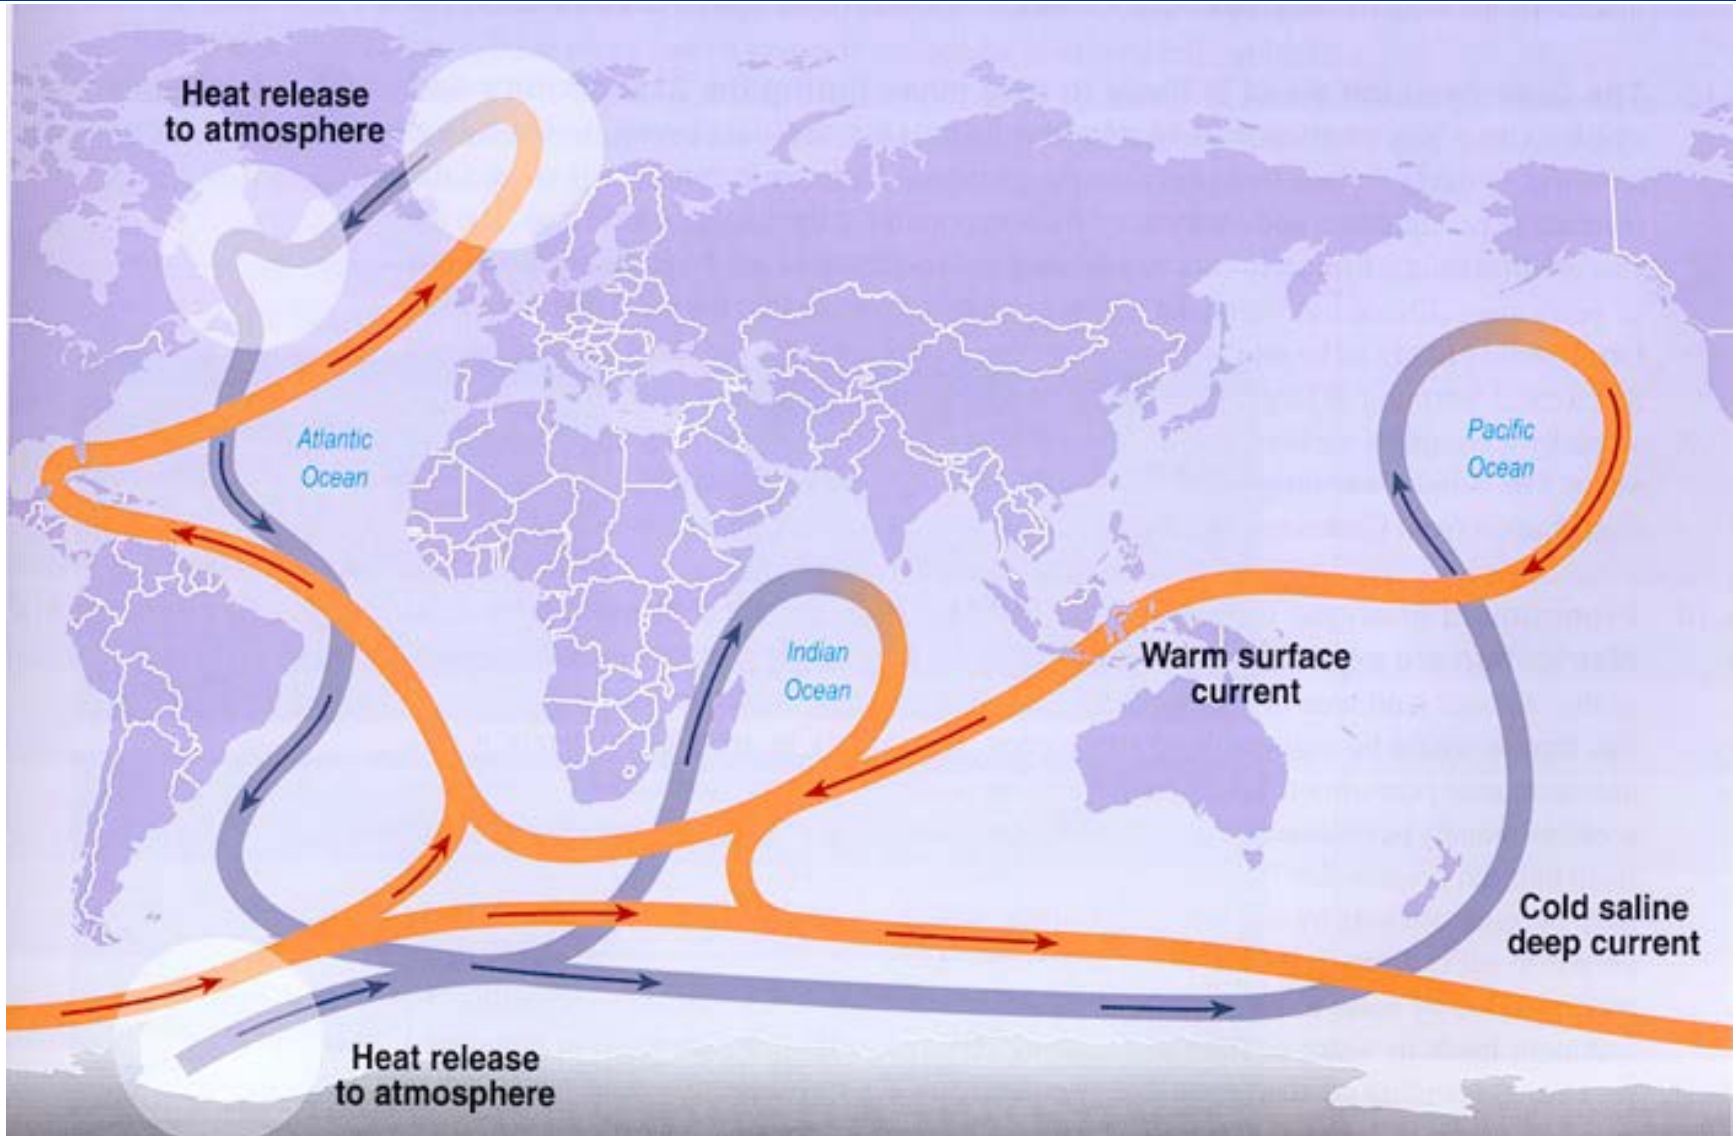 Heat release
to atmosphere
Atlantic
Ocean
Pacific
Ocean
Indian
Ocean
Warm surface
current
Cold saline
deep current
Heat release
to atmosphere